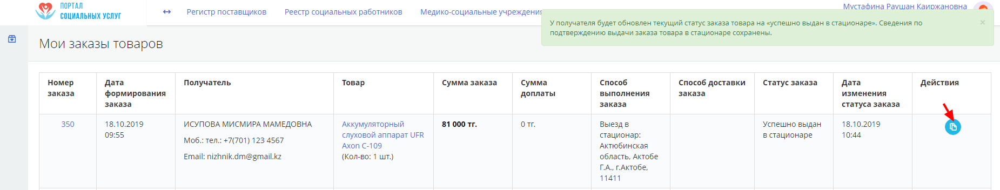 ПОРТАЛ
СОЦИАЛЬНЫХ УСЛУГ
Регистр поставщиков
Реестр социальных работников
Медико-социальные учреждения
Мустафина Раушан Каиржановна
У получателя будет обновлен текущий статус заказа товара на «успешно выдан в стационаре». Сведения по
подтверждению выдачи заказа товара в стационаре сохранены.
×
Мои заказы товаров
Номер
заказа
Дата
формирования
заказа
Получатель
Товар
Сумма заказа
Сумма
доплаты
Способ
выполнения
заказа
Способ доставки
заказа
Статус заказа
Дата
изменения
статуса заказа
Действия
350
18.10.2019
09:55
ИСУПОВА МИСМИРА МАМЕДОВНА
Моб.: тел.: +7(701) 123 4567
Email: nizhnik.dm@gmail.kz
Аккумуляторный
слуховой аппарат UFR
Axon C-109
(Кол-во: 1 шт.)
81 000 тг.
0 тг.
Выезд в
стационар:
Актюбинская
область, Актобе
Г.А., г.Актобе,
11411
Успешно выдан
в стационаре
18.10.2019
10:44